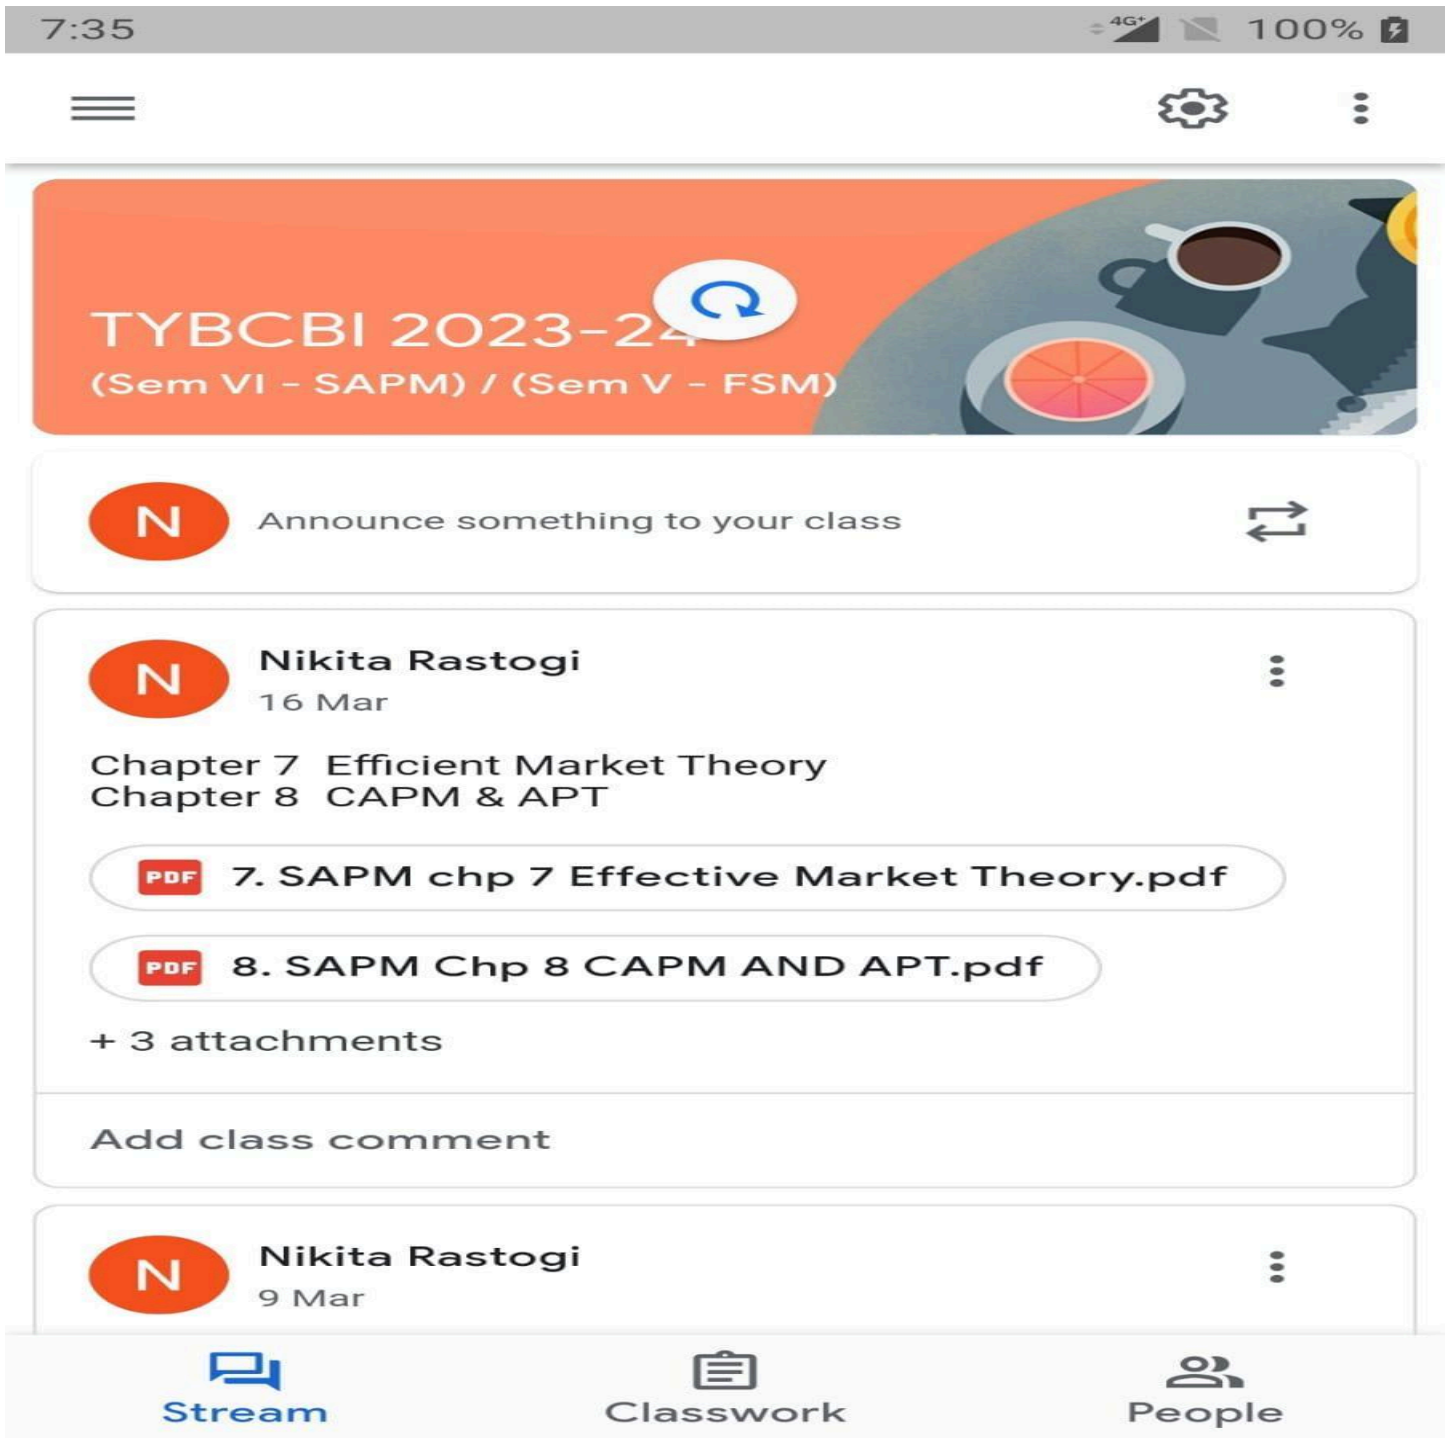 7:35
4G+ 100%
TYBCBI 2023-24
(Sem VI - SAPM) / (Sem V - FSM)
N
Announce something to your class
N
Nikita Rastogi
16 Mar
Chapter 7 Efficient Market Theory
Chapter 8 CAPM & APT
PDF 7. SAPM chp 7 Effective Market Theory.pdf
PDF 8. SAPM Chp 8 CAPM AND APT.pdf
+ 3 attachments
Add class comment
N
Nikita Rastogi
9 Mar
Stream Classwork People